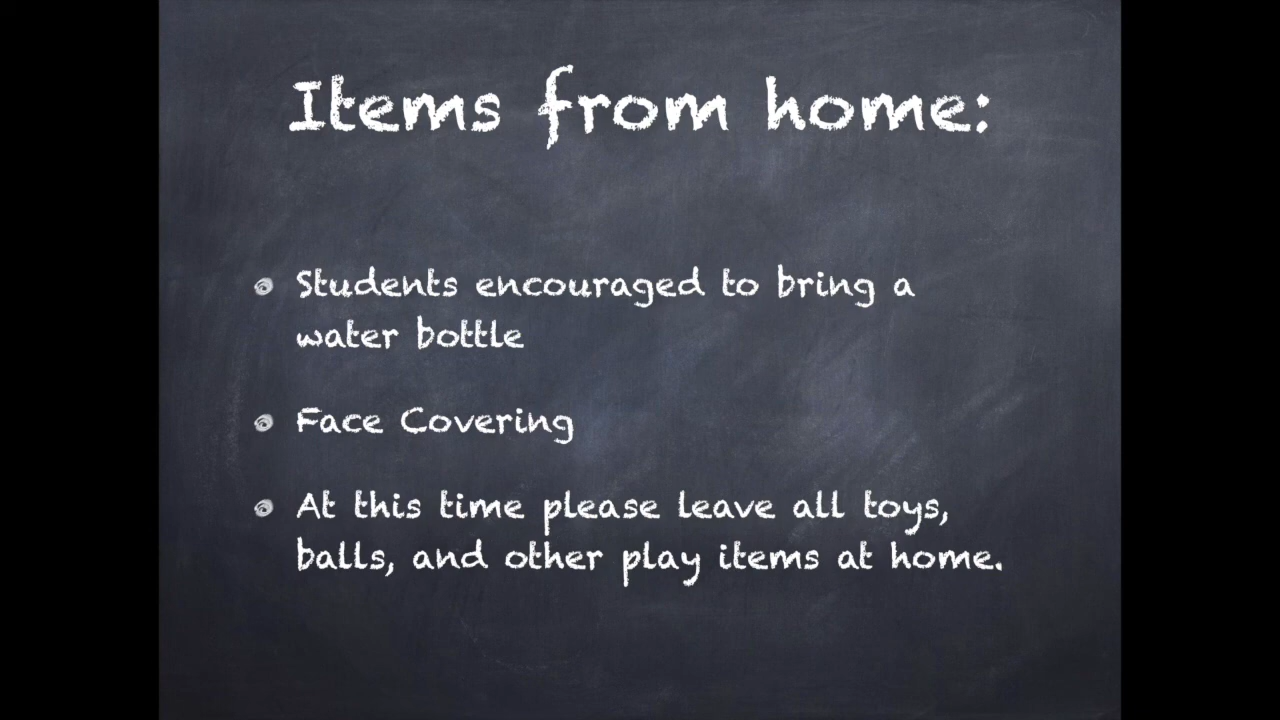 Items from home:
Students encouraged to bring a
water bottle
Face Covering
At this time please leave all toys,
balls, and other play items at home.